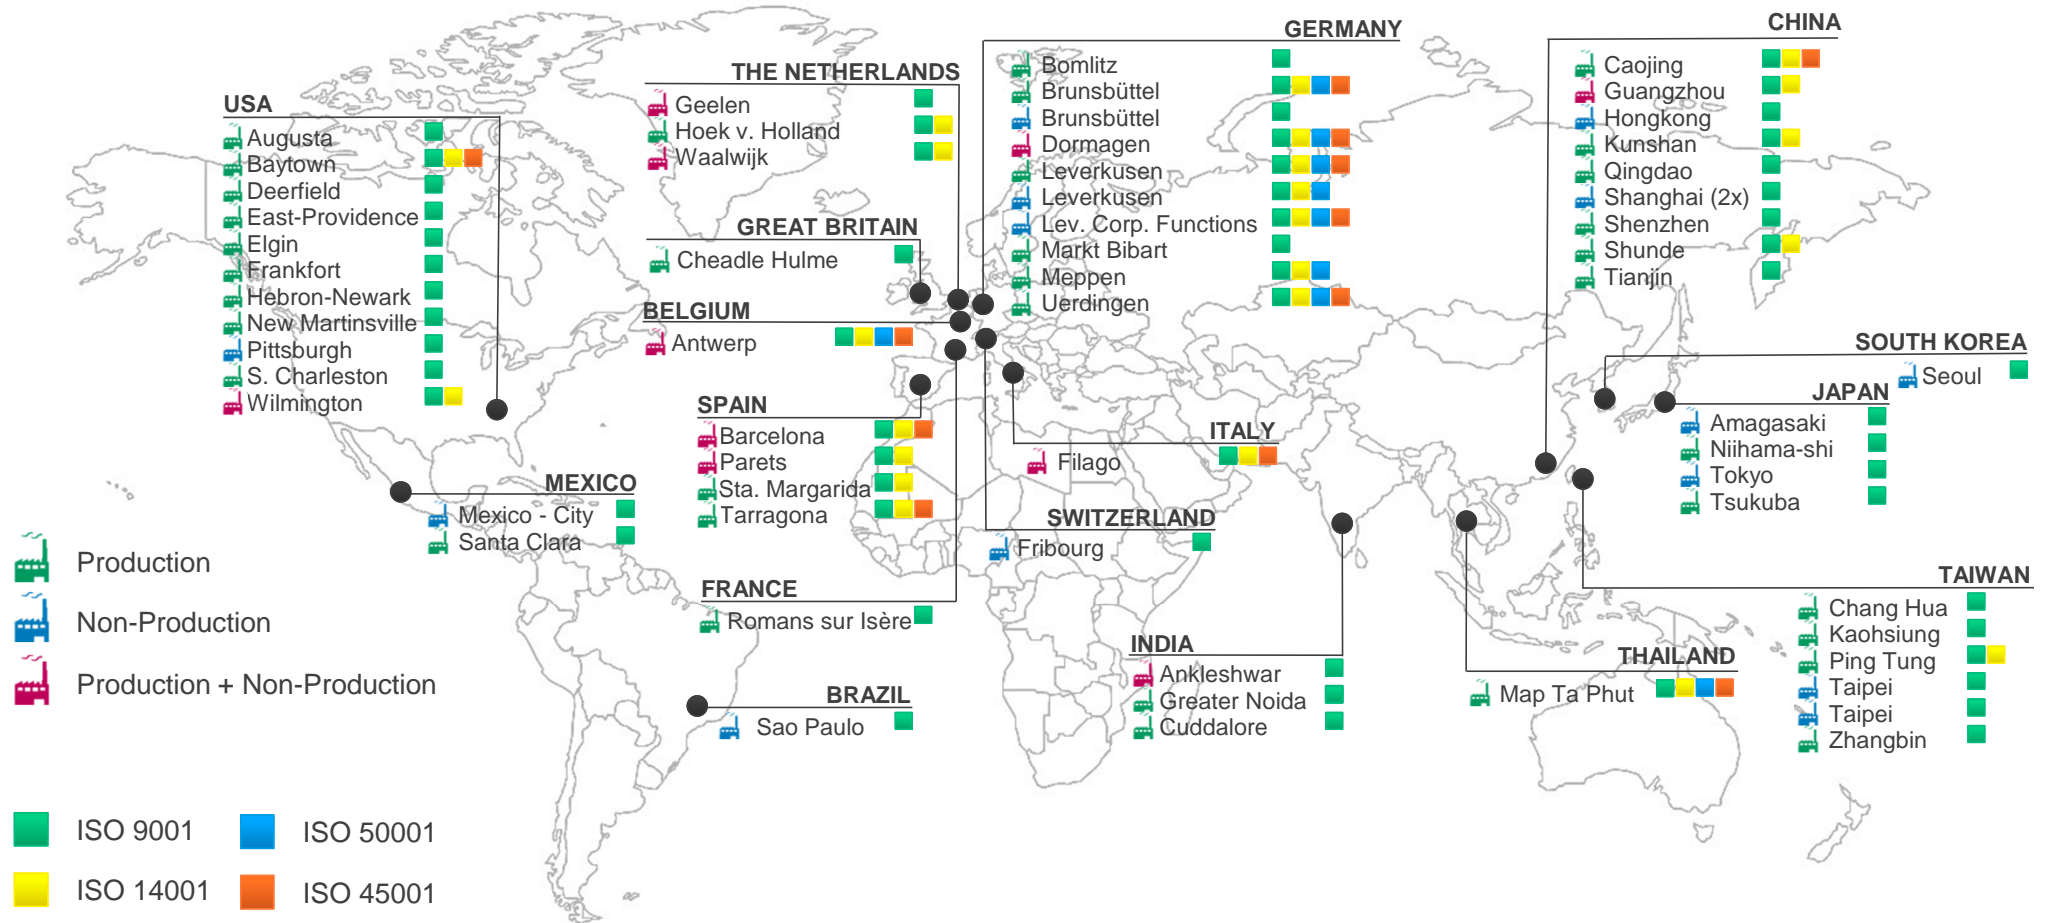 USA
Augusta
Baytown
Deerfield
East-Providence
Elgin
Frankfort
Hebron-Newark
New Martinsville
Pittsburgh
S. Charleston
Wilmington
MEXICO
Mexico - City
Santa Clara
THE NETHERLANDS
Geelen
Hoek v. Holland
Waalwijk
GREAT BRITAIN
Cheadle Hulme
BELGIUM
Antwerp
SPAIN
Barcelona
Parets
Sta. Margarida
Tarragona
FRANCE
Romans sur Isère
BRAZIL
Sao Paulo
GERMANY
Bomlitz
Brunsbüttel
Brunsbüttel
Dormagen
Leverkusen
Leverkusen
Lev. Corp. Functions
Markt Bibart
Meppen
Uerdingen
ITALY
Filago
SWITZERLAND
Fribourg
INDIA
Ankleshwar
Greater Noida
Cuddalore
CHINA
Caojing
Guangzhou
Hongkong
Kunshan
Qingdao
Shanghai (2x)
Shenzhen
Shunde
Tianjin
SOUTH KOREA
Seoul
JAPAN
Amagasaki
Niihama-shi
Tokyo
Tsukuba
TAIWAN
Chang Hua
Kaohsiung
Ping Tung
Taipei
Taipei
Zhangbin
THAILAND
Map Ta Phut
Production
Non-Production
Production + Non-Production
ISO 9001
ISO 50001
ISO 14001
ISO 45001